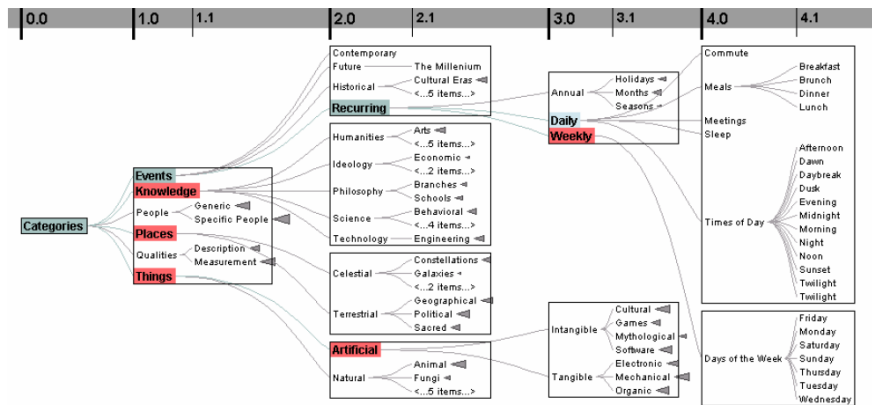 0.0
1.0
1.1
2.0
2.1
3.0
3.1
4.0
4.1
Categories
Events
Knowledge
People
Generic
Specific People
Places
Qualities
Description
Measurement
Things
Contemporary
Future
The Millenium
Historical
Cultural Eras
<...5 items...>
Recurring
Humanities
Arts
<...5 items...>
Ideology
Economic
<...2 items...>
Philosophy
Branches
Schools
Science
Behavioral
<...4 items...>
Technology
Engineering
Celestial
Constellations
Galaxies
<...2 items...>
Terrestrial
Geographical
Political
Sacred
Artificial
Natural
Animal
Fungi
<...5 items...>
Annual
Holidays
Months
Seasons
Daily
Weekly
Intangible
Cultural
Games
Mythological
Software
Tangible
Electronic
Mechanical
Organic
Commute
Meals
Breakfast
Brunch
Dinner
Lunch
Meetings
Sleep
Times of Day
Afternoon
Dawn
Daybreak
Dusk
Evening
Midnight
Morning
Night
Noon
Sunset
Twilight
Twilight
Days of the Week
Friday
Monday
Saturday
Sunday
Thursday
Tuesday
Wednesday